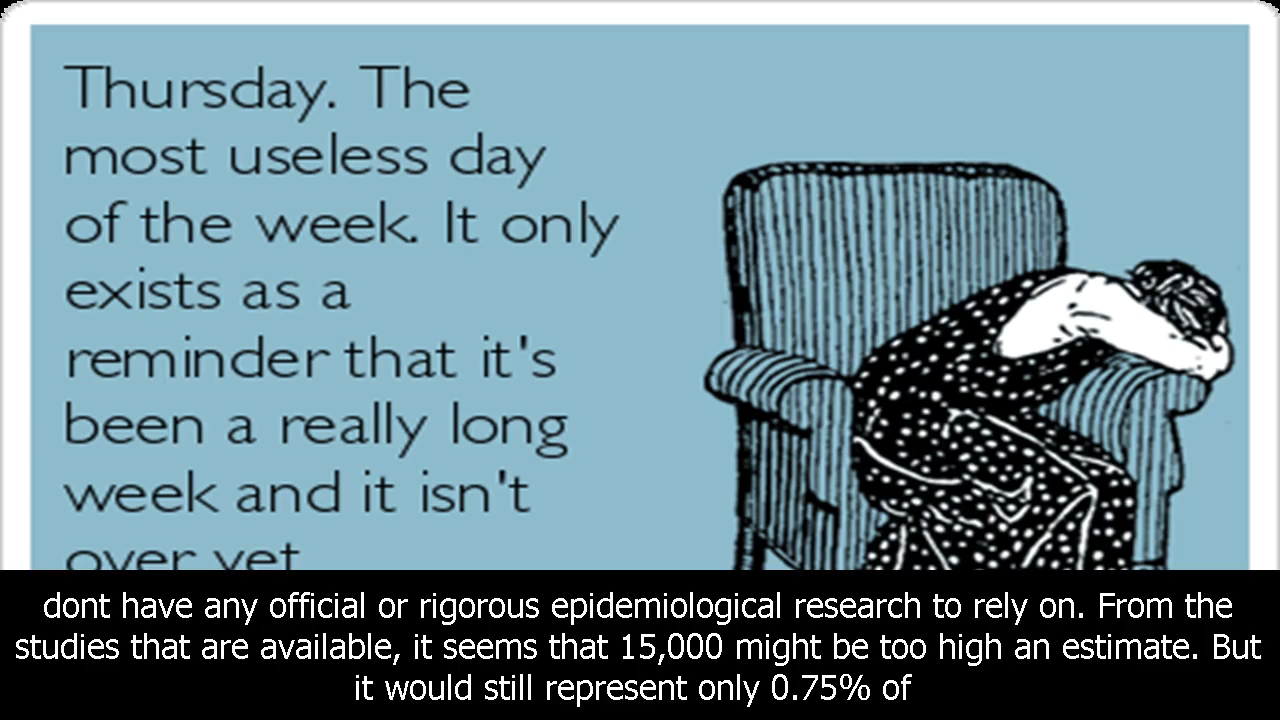 Thursday. The
most useless day
of the week. It only
exists as a
reminder that it's
been a really long
week and it isn't
over yet
dont have any official or rigorous epidemiological research to rely on. From the
studies that are available, it seems that 15,000 might be too high an estimate. But
it would still represent only 0.75% of